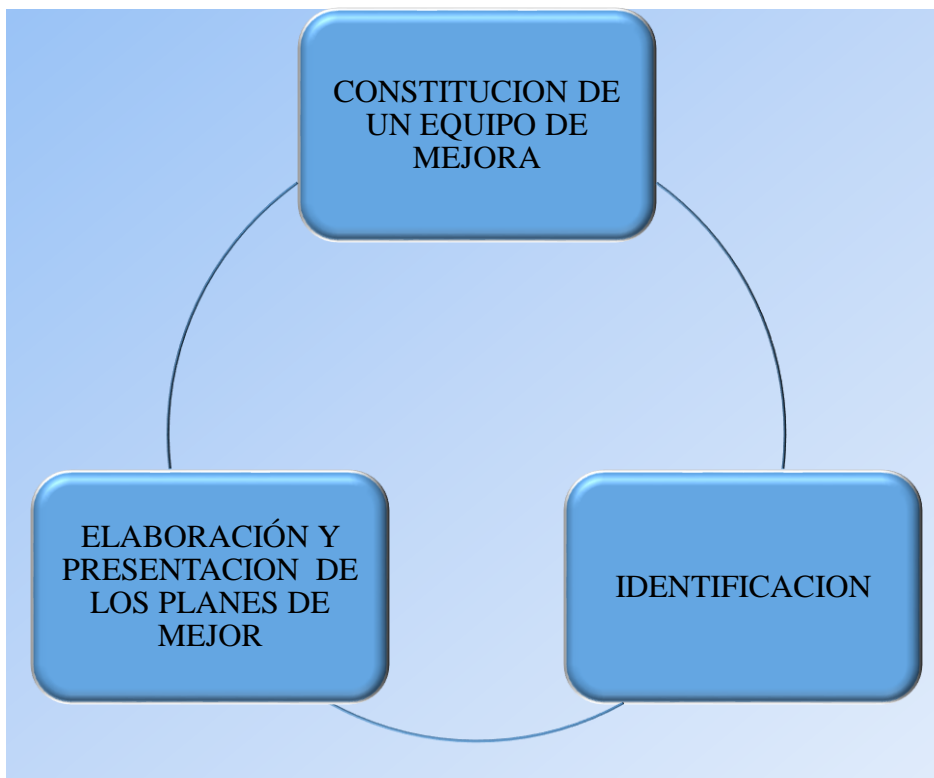 CONSTITUCION DE
UN EQUIPO DE
MEJORA
IDENTIFICACION
ELABORACIÓN Y
PRESENTACION DE
LOS PLANES DE
MEJOR